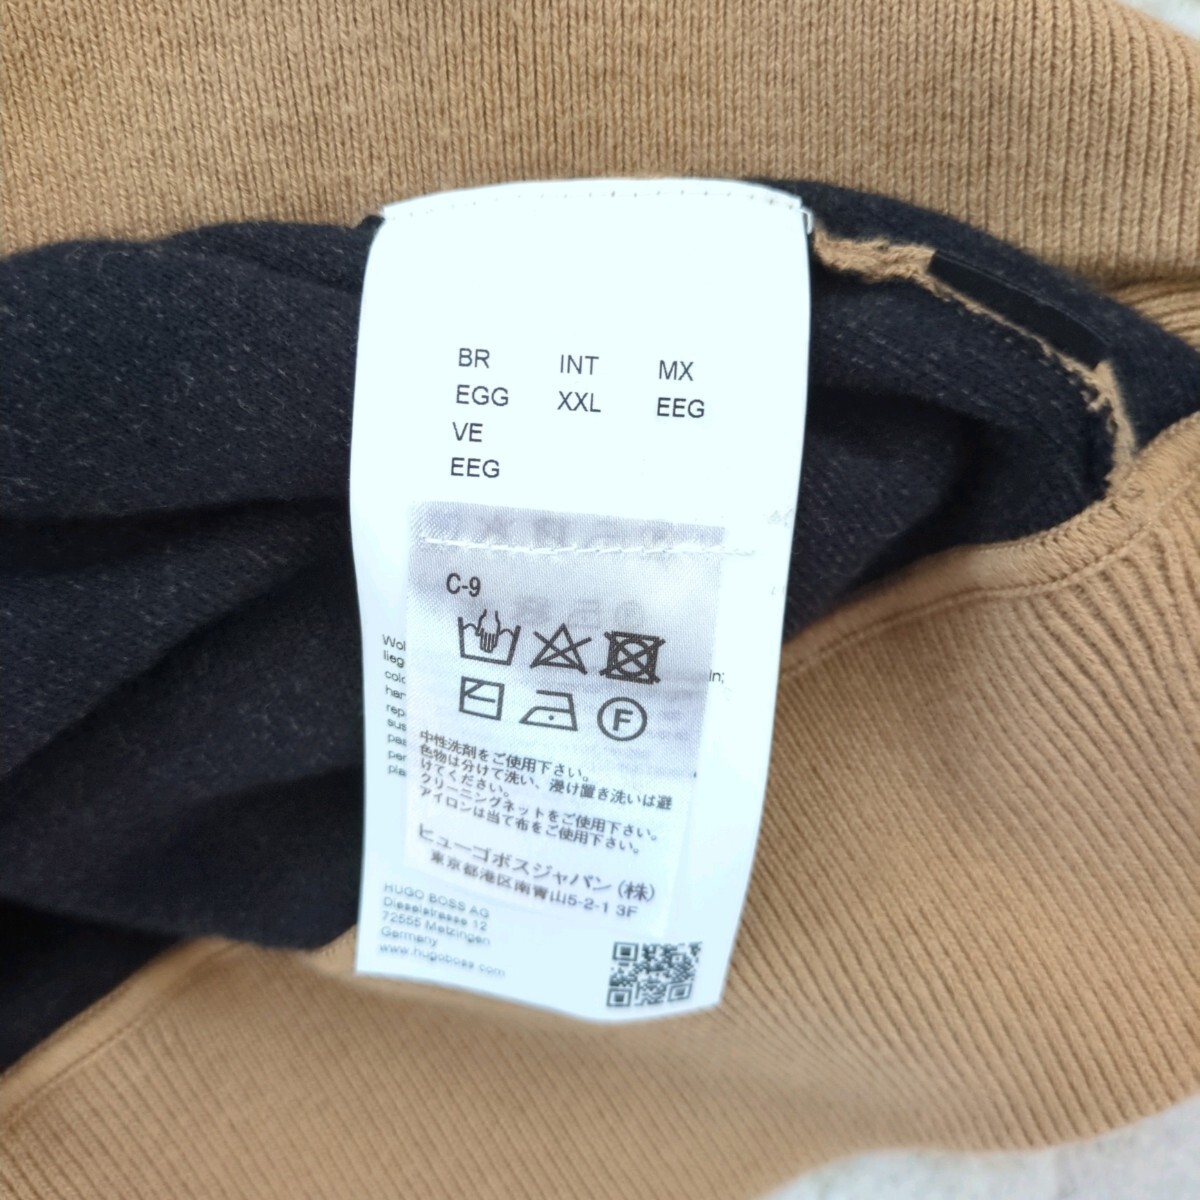 BR INT MX
EGG XXL EEG
VE
EEG
C-9
F
中性洗剤をご使用下さい。
色物は分けて洗い、浸け置き洗いは避
けてください。
クリーニングネットをご使用下さい。
アイロンは当て布をご使用下さい。
ヒューゴボスジャパン(株)
東京都港区南青山5-2-1 3F
HUGO BOSS AG
Dieselstrasse 12
72555 Metzingen
Germany
www.hugoboss.com